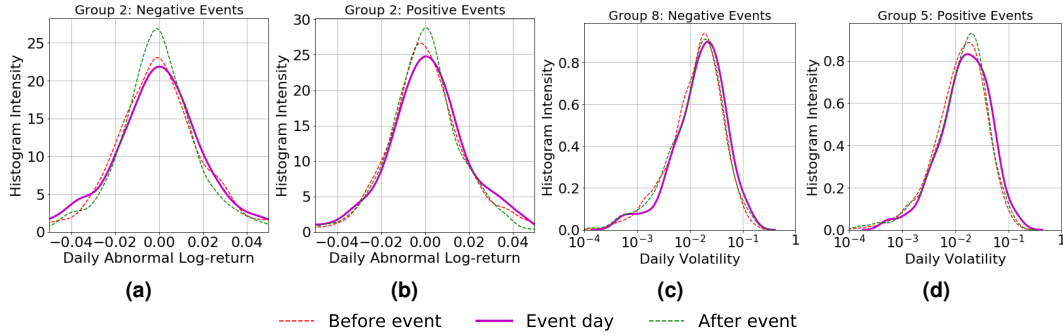 Group 2: Negative Events
Histogram Intensity
25
20
15
10
5
0
−0.04 −0.02 0.00 0.02 0.04
Daily Abnormal Log-return
(a)
Group 2: Positive Events
Histogram Intensity
30
25
20
15
10
5
0
−0.04 −0.02 0.00 0.02 0.04
Daily Abnormal Log-return
(b)
Group 8: Negative Events
Histogram Intensity
0.8
0.6
0.4
0.2
0.0
10⁻⁴ 10⁻³ 10⁻² 10⁻¹ 1
Daily Volatility
(c)
Group 5: Positive Events
Histogram Intensity
0.8
0.6
0.4
0.2
0.0
10⁻⁴ 10⁻³ 10⁻² 10⁻¹ 1
Daily Volatility
(d)
Before event Event day After event